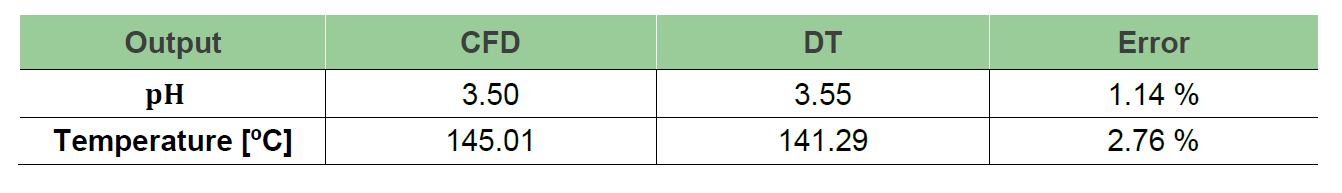 Output CFD DT Error
pH 3.50 3.55 1.14 %
Temperature [ºC] 145.01 141.29 2.76 %